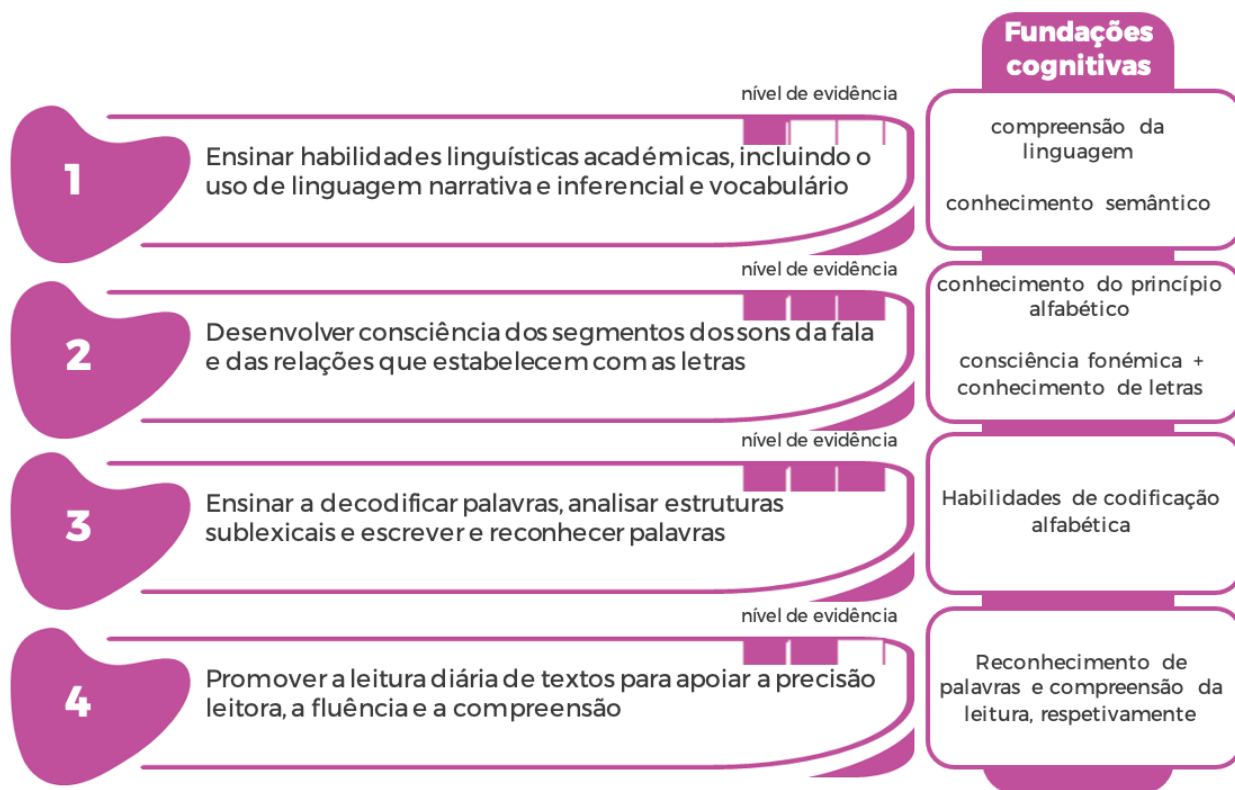 Fundações
cognitivas
nível de evidência
1
Ensinar habilidades linguísticas académicas, incluindo o
uso de linguagem narrativa e inferencial e vocabulário
compreensão da
linguagem
conhecimento semântico
nível de evidência
2
Desenvolver consciência dos segmentos dos sons da fala
e das relações que estabelecem com as letras
conhecimento do princípio
alfabético
consciência fonémica +
conhecimento de letras
nível de evidência
3
Ensinar a decodificar palavras, analisar estruturas
sublexicais e escrever e reconhecer palavras
Habilidades de codificação
alfabética
nível de evidência
4
Promover a leitura diária de textos para apoiar a precisão
leitora, a fluência e a compreensão
Reconhecimento de
palavras e compreensão da
leitura, respetivamente